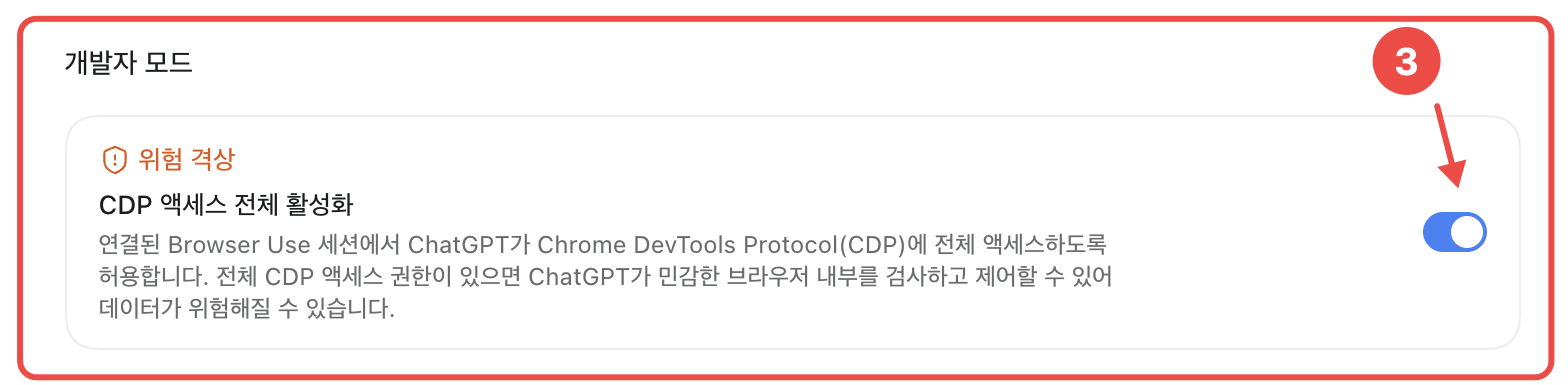 개발자 모드
3
위험 격상
CDP 액세스 전체 활성화
연결된 Browser Use 세션에서 ChatGPT가 Chrome DevTools Protocol(CDP)에 전체 액세스하도록
허용합니다. 전체 CDP 액세스 권한이 있으면 ChatGPT가 민감한 브라우저 내부를 검사하고 제어할 수 있어
데이터가 위험해질 수 있습니다.